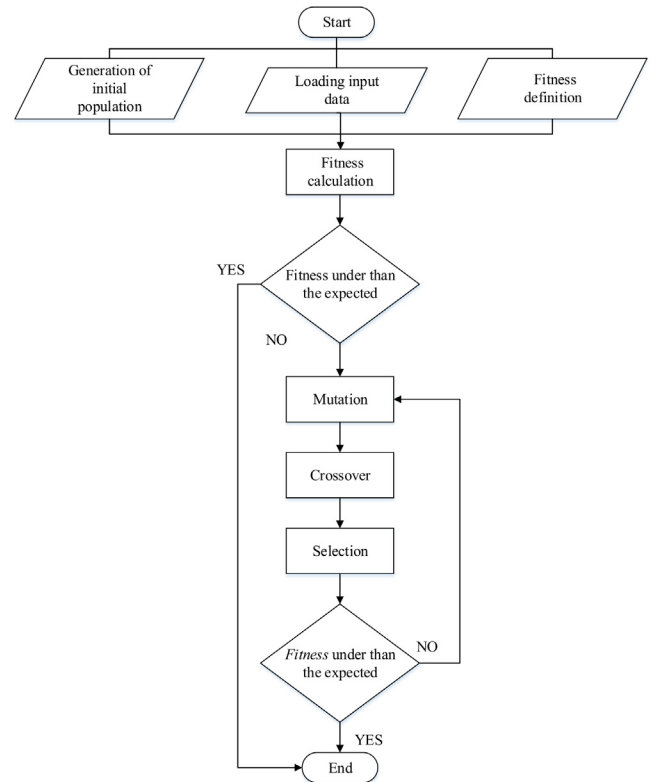 Start
Generation of
initial
population
Loading input
data
Fitness
definition
Fitness
calculation
YES
Fitness under than
the expected
NO
Mutation
Crossover
Selection
Fitness under than
the expected
NO
YES
End